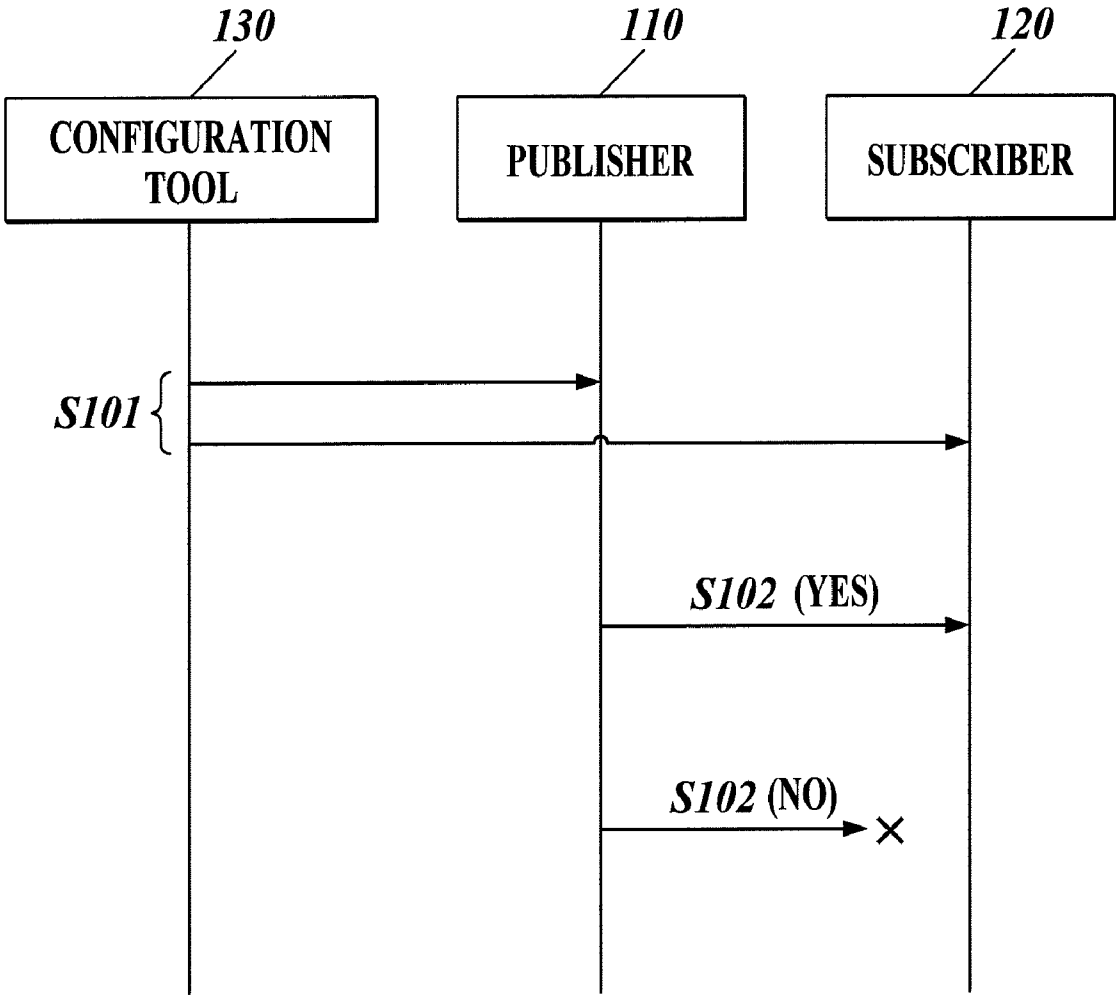 130
110
120
CONFIGURATION
TOOL
PUBLISHER
SUBSCRIBER
S101
S102 (YES)
S102 (NO)